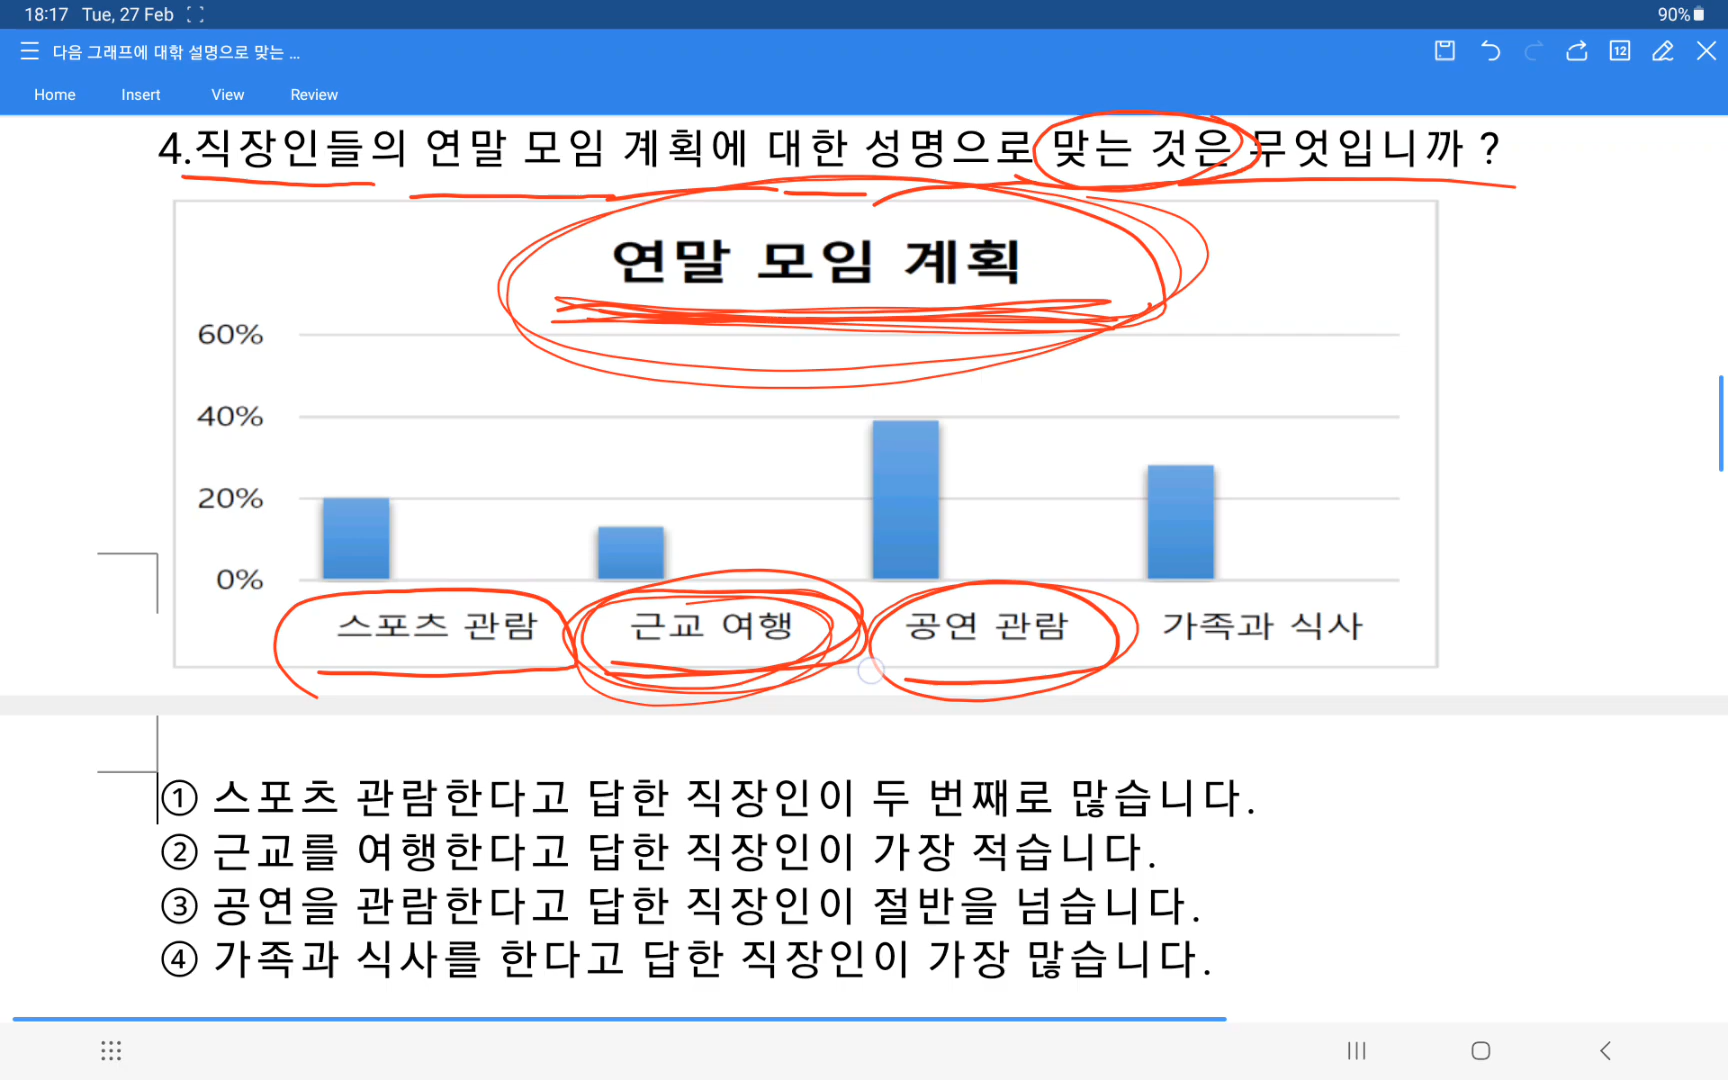 18:17 Tue, 27 Feb 90%
다음 그래프에 대핚 설명으로 맞는 ...
12
Home Insert View Review
4.직장인들의 연말 모임 계획에 대한 성명으로 맞는 것은 무엇입니까 ?
연말 모임 계획
60%
40%
20%
0%
스포츠 관람 근교 여행 공연 관람 가족과 식사
① 스포츠 관람한다고 답한 직장인이 두 번째로 많습니다.
② 근교를 여행한다고 답한 직장인이 가장 적습니다.
③ 공연을 관람한다고 답한 직장인이 절반을 넘습니다.
④ 가족과 식사를 한다고 답한 직장인이 가장 많습니다.